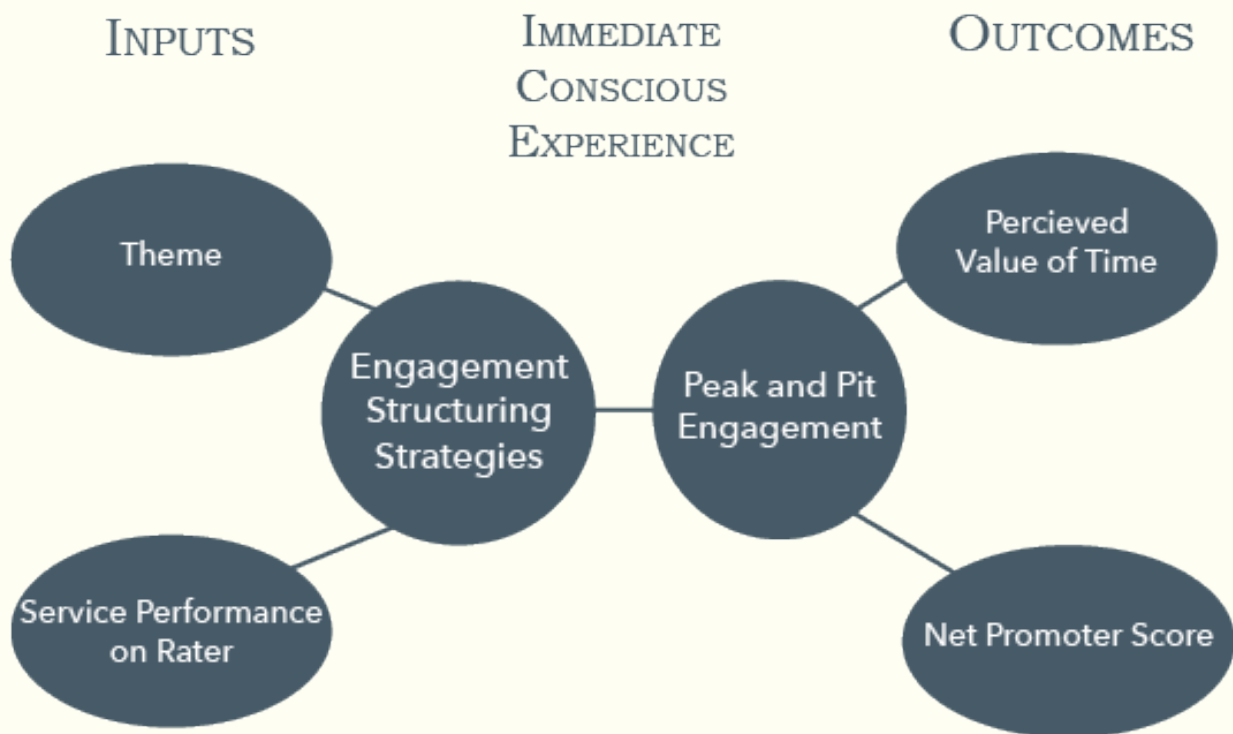 INPUTS
IMMEDIATE
CONSCIOUS
EXPERIENCE
OUTCOMES
Theme
Service Performance
on Rater
Engagement
Structuring
Strategies
Peak and Pit
Engagement
Percieved
Value of Time
Net Promoter Score